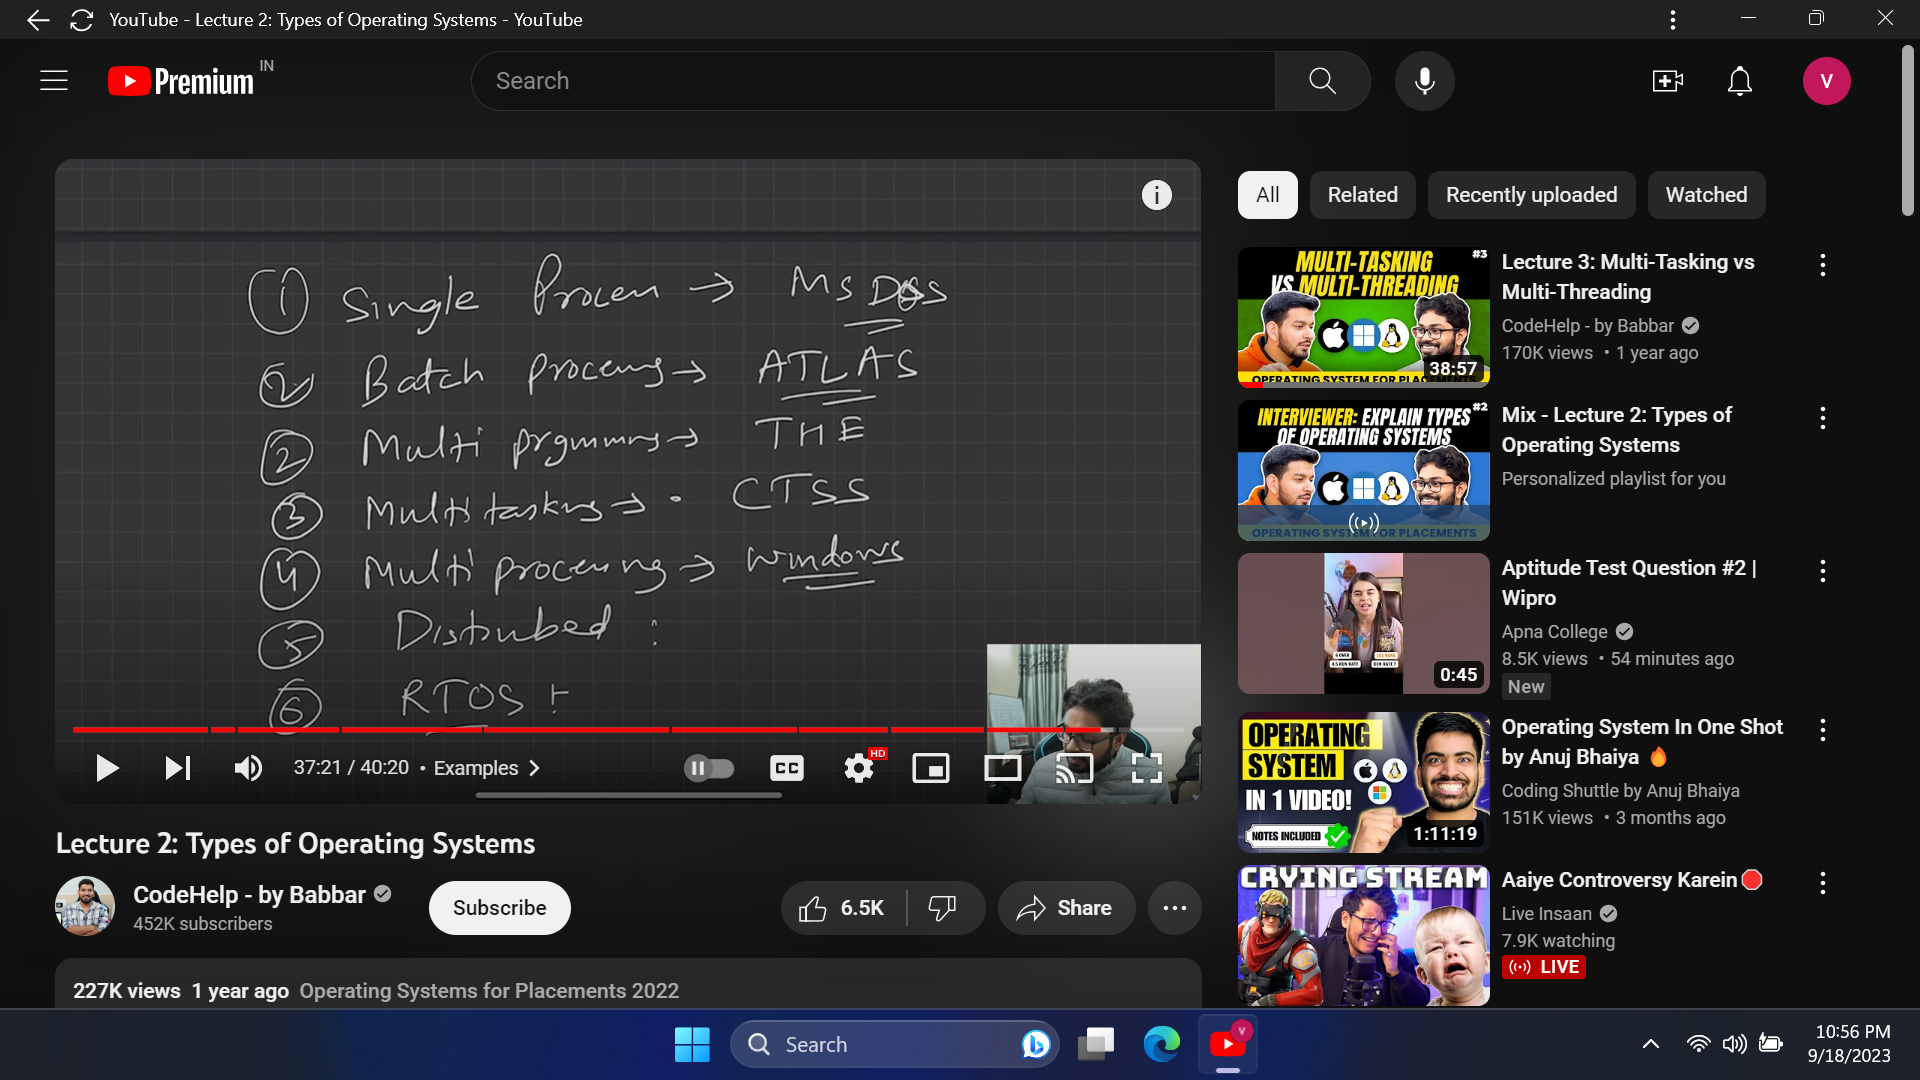 YouTube - Lecture 2: Types of Operating Systems - YouTube
Premium IN
Search
V
i
① Single Process → Ms DOS
② Batch Processing → ATLAS
② Multi prgmming → THE
③ Multitasking → · CTSS
④ Multi processing → windows
⑤ Distributed :
⑥ RTOS :
37:21 / 40:20 • Examples >
CC
HD
Lecture 2: Types of Operating Systems
CodeHelp - by Babbar
452K subscribers
Subscribe
6.5K
Share
227K views 1 year ago Operating Systems for Placements 2022
All Related Recently uploaded Watched
MULTI-TASKING
VS MULTI-THREADING
#3
OPERATING SYSTEM FOR PLACEMENTS
38:57
Lecture 3: Multi-Tasking vs
Multi-Threading
CodeHelp - by Babbar
170K views • 1 year ago
INTERVIEWER: EXPLAIN TYPES
OF OPERATING SYSTEMS
#2
OPERATING SYSTEM FOR PLACEMENTS
Mix - Lecture 2: Types of
Operating Systems
Personalized playlist for you
0:45
Aptitude Test Question #2 |
Wipro
Apna College
8.5K views • 54 minutes ago
New
OPERATING
SYSTEM
IN 1 VIDEO!
NOTES INCLUDED
1:11:19
Operating System In One Shot
by Anuj Bhaiya 🔥
Coding Shuttle by Anuj Bhaiya
151K views • 3 months ago
CRYING STREAM
Aaiye Controversy Karein🛑
Live Insaan
7.9K watching
LIVE
Search
V
10:56 PM
9/18/2023